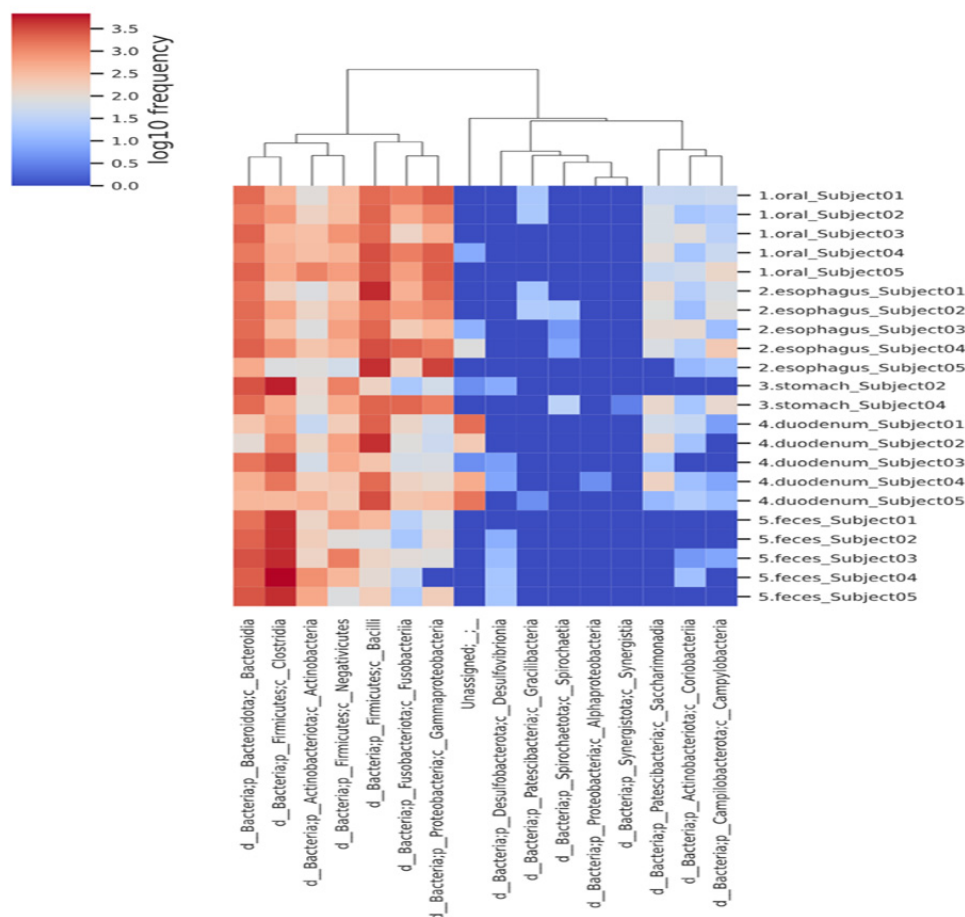 3.5
3.0
2.5
2.0
1.5
1.0
0.5
0.0
log10 frequency
1.oral_Subject01
1.oral_Subject02
1.oral_Subject03
1.oral_Subject04
1.oral_Subject05
2.esophagus_Subject01
2.esophagus_Subject02
2.esophagus_Subject03
2.esophagus_Subject04
2.esophagus_Subject05
3.stomach_Subject02
3.stomach_Subject04
4.duodenum_Subject01
4.duodenum_Subject02
4.duodenum_Subject03
4.duodenum_Subject04
4.duodenum_Subject05
5.feces_Subject01
5.feces_Subject02
5.feces_Subject03
5.feces_Subject04
5.feces_Subject05
d__Bacteria;p__Bacteroidota;c__Bacteroidia
d__Bacteria;p__Firmicutes;c__Clostridia
d__Bacteria;p__Actinobacteriota;c__Actinobacteria
d__Bacteria;p__Firmicutes;c__Negativicutes
d__Bacteria;p__Firmicutes;c__Bacilli
d__Bacteria;p__Fusobacteriota;c__Fusobacteriia
d__Bacteria;p__Proteobacteria;c__Gammaproteobacteria
Unassigned;__;__
d__Bacteria;p__Desulfobacterota;c__Desulfovibrionia
d__Bacteria;p__Patescibacteria;c__Gracilibacteria
d__Bacteria;p__Spirochaetota;c__Spirochaetia
d__Bacteria;p__Proteobacteria;c__Alphaproteobacteria
d__Bacteria;p__Synergistota;c__Synergistia
d__Bacteria;p__Patescibacteria;c__Saccharimonadia
d__Bacteria;p__Actinobacteriota;c__Coriobacteriia
d__Bacteria;p__Campilobacterota;c__Campylobacteria